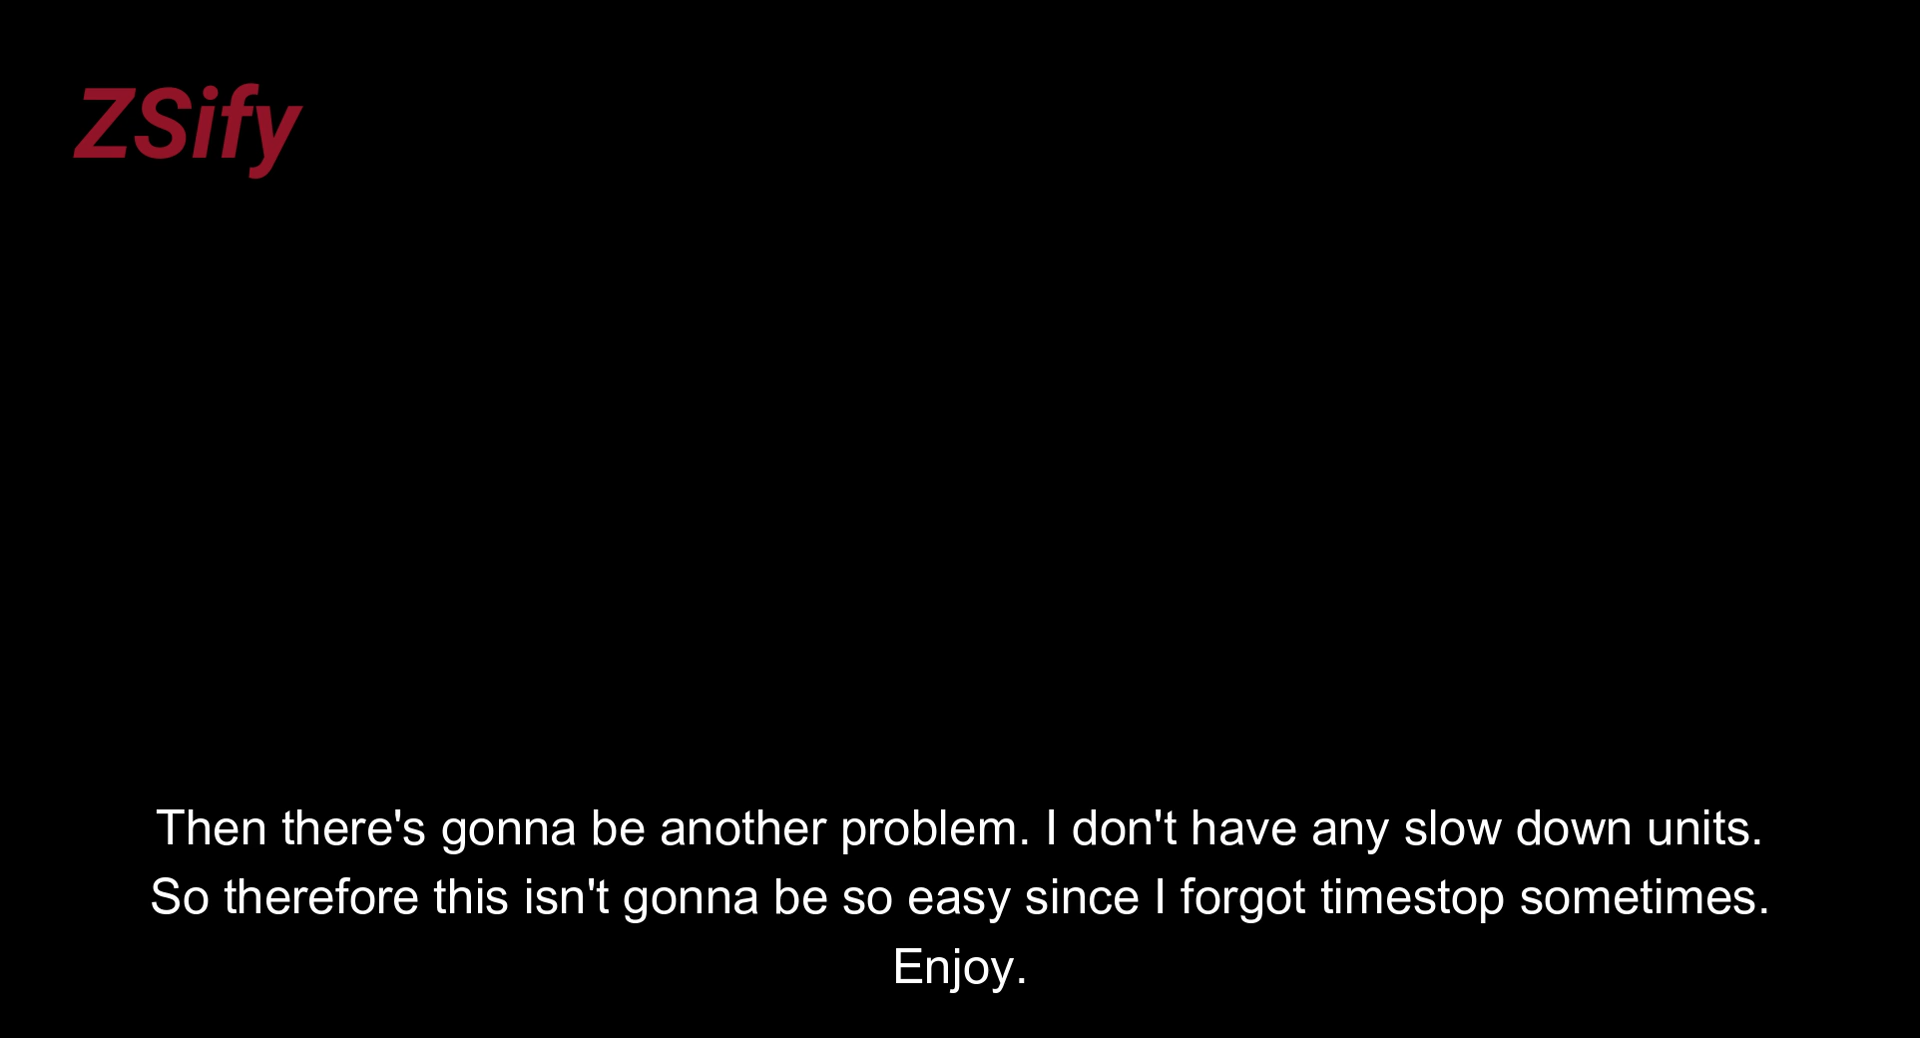 ZSify
Then there's gonna be another problem. I don't have any slow down units.
So therefore this isn't gonna be so easy since I forgot timestop sometimes.
Enjoy.